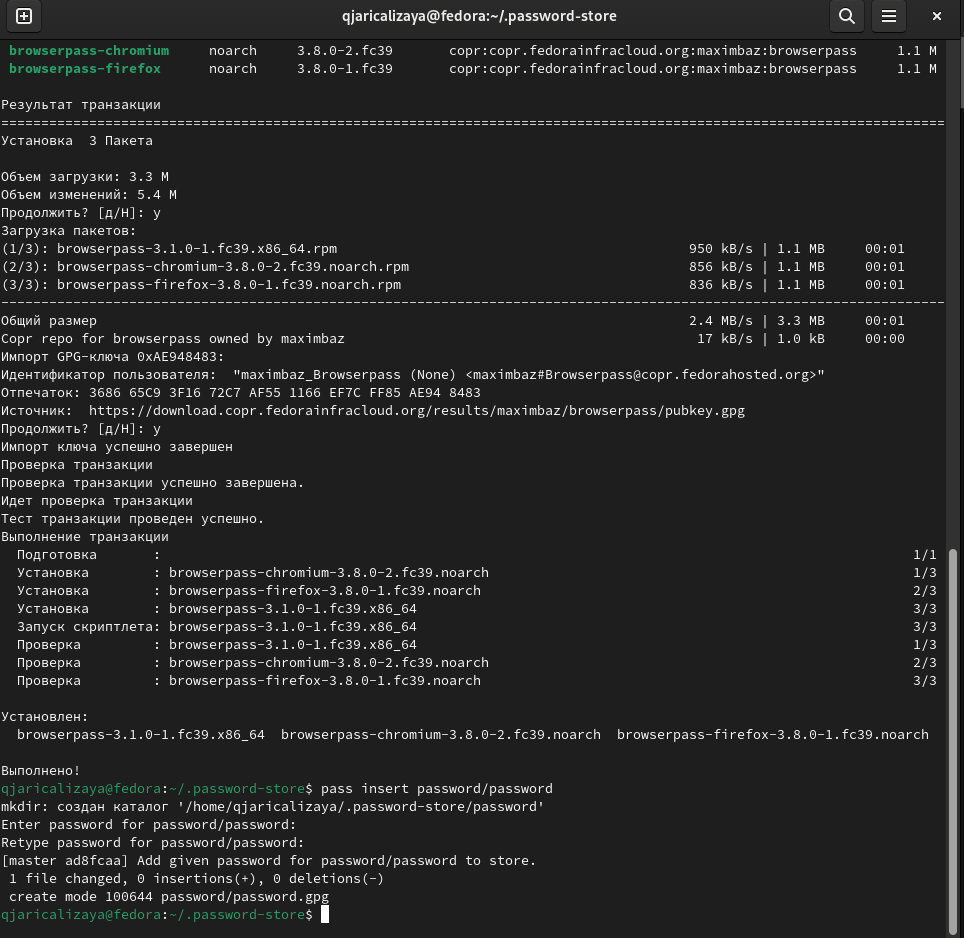 qjaricalizaya@fedora:~/.password-store
browserpass-chromium noarch 3.8.0-2.fc39 copr:copr.fedorainfracloud.org:maximbaz:browserpass 1.1 M
browserpass-firefox noarch 3.8.0-1.fc39 copr:copr.fedorainfracloud.org:maximbaz:browserpass 1.1 M
Результат транзакции
================================================================================
Установка 3 Пакета
Объем загрузки: 3.3 M
Объем изменений: 5.4 M
Продолжить? [д/Н]: y
Загрузка пакетов:
(1/3): browserpass-3.1.0-1.fc39.x86_64.rpm 950 kB/s | 1.1 MB 00:01
(2/3): browserpass-chromium-3.8.0-2.fc39.noarch.rpm 856 kB/s | 1.1 MB 00:01
(3/3): browserpass-firefox-3.8.0-1.fc39.noarch.rpm 836 kB/s | 1.1 MB 00:01
--------------------------------------------------------------------------------
Общий размер 2.4 MB/s | 3.3 MB 00:01
Copr repo for browserpass owned by maximbaz 17 kB/s | 1.0 kB 00:00
Импорт GPG-ключа 0xAE948483:
Идентификатор пользователя: "maximbaz_Browserpass (None) <maximbaz#Browserpass@copr.fedorahosted.org>"
Отпечаток: 3686 65C9 3F16 72C7 AF55 1166 EF7C FF85 AE94 8483
Источник: https://download.copr.fedorainfracloud.org/results/maximbaz/browserpass/pubkey.gpg
Продолжить? [д/Н]: y
Импорт ключа успешно завершен
Проверка транзакции
Проверка транзакции успешно завершена.
Идет проверка транзакции
Тест транзакции проведен успешно.
Выполнение транзакции
Подготовка : 1/1
Установка : browserpass-chromium-3.8.0-2.fc39.noarch 1/3
Установка : browserpass-firefox-3.8.0-1.fc39.noarch 2/3
Установка : browserpass-3.1.0-1.fc39.x86_64 3/3
Запуск скриптлета: browserpass-3.1.0-1.fc39.x86_64 3/3
Проверка : browserpass-3.1.0-1.fc39.x86_64 1/3
Проверка : browserpass-chromium-3.8.0-2.fc39.noarch 2/3
Проверка : browserpass-firefox-3.8.0-1.fc39.noarch 3/3
Установлен:
browserpass-3.1.0-1.fc39.x86_64 browserpass-chromium-3.8.0-2.fc39.noarch browserpass-firefox-3.8.0-1.fc39.noarch
Выполнено!
qjaricalizaya@fedora:~/.password-store$ pass insert password/password
mkdir: создан каталог '/home/qjaricalizaya/.password-store/password'
Enter password for password/password:
Retype password for password/password:
[master ad8fcaa] Add given password for password/password to store.
1 file changed, 0 insertions(+), 0 deletions(-)
create mode 100644 password/password.gpg
qjaricalizaya@fedora:~/.password-store$